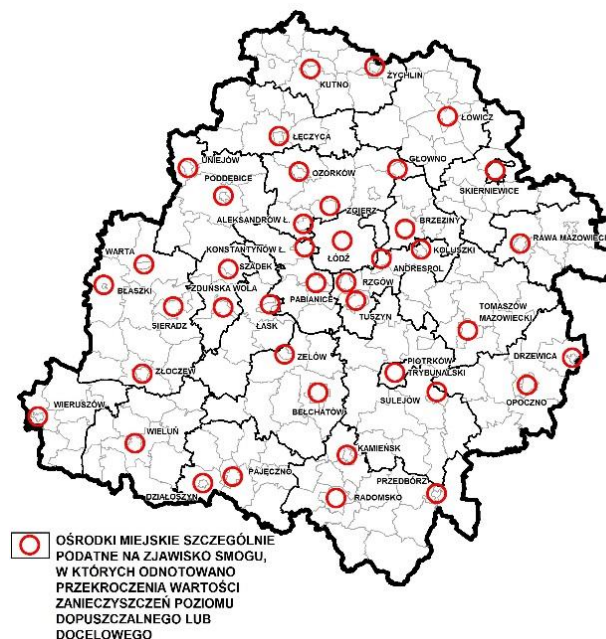 KUTNO
ŻYCHLIN
ŁOWICZ
ŁĘCZYCA
UNIEJÓW
OZORKÓW
GŁOWNO
PODDĘBICE
SKIERNIEWICE
ZGIERZ
ALEKSANDRÓW Ł.
BRZEZINY
KONSTANTYNÓW Ł.
ŁÓDŹ
KOLUSZKI
RAWA MAZOWIECKA
WARTA
SZADEK
ANDRESPOL
BŁASZKI
ZDUŃSKA WOLA
PABIANICE
RZGÓW
SIERADZ
ŁASK
TUSZYN
TOMASZÓW
MAZOWIECKI
ZELÓW
DRZEWICA
PIOTRKÓW
TRYBUNALSKI
ZŁOCZEW
OPOCZNO
SULEJÓW
WIERUSZÓW
BEŁCHATÓW
WIELUŃ
KAMIEŃSK
PAJĘCZNO
PRZEDBÓRZ
DZIAŁOSZYN
RADOMSKO
OŚRODKI MIEJSKIE SZCZEGÓLNIE
PODATNE NA ZJAWISKO SMOGU,
W KTÓRYCH ODNOTOWANO
PRZEKROCZENIA WARTOŚCI
ZANIECZYSZCZEŃ POZIOMU
DOPUSZCZALNEGO LUB
DOCELOWEGO